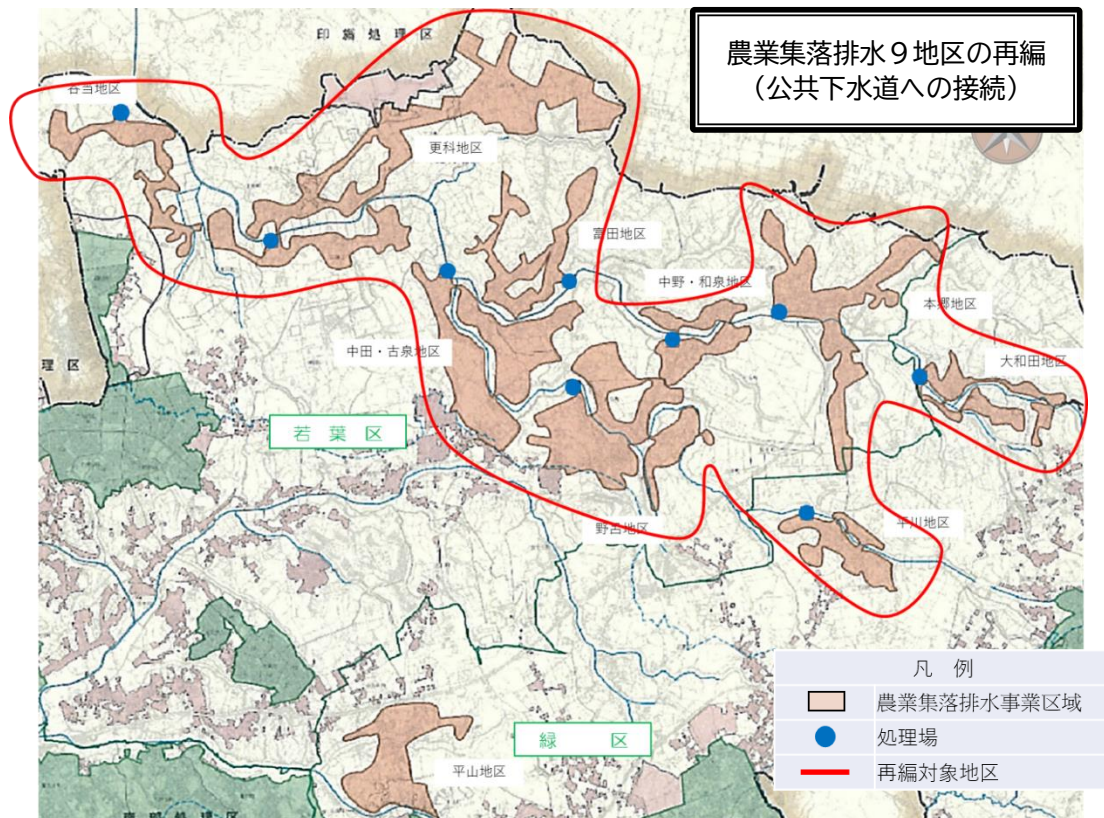 農業集落排水９地区の再編
（公共下水道への接続）
印旛処理区
谷当地区
更科地区
富田地区
中野・和泉地区
本郷地区
中田・古泉地区
大和田地区
理区
若葉区
野呂地区
平川地区
緑区
平山地区
凡例
農業集落排水事業区域
処理場
再編対象地区